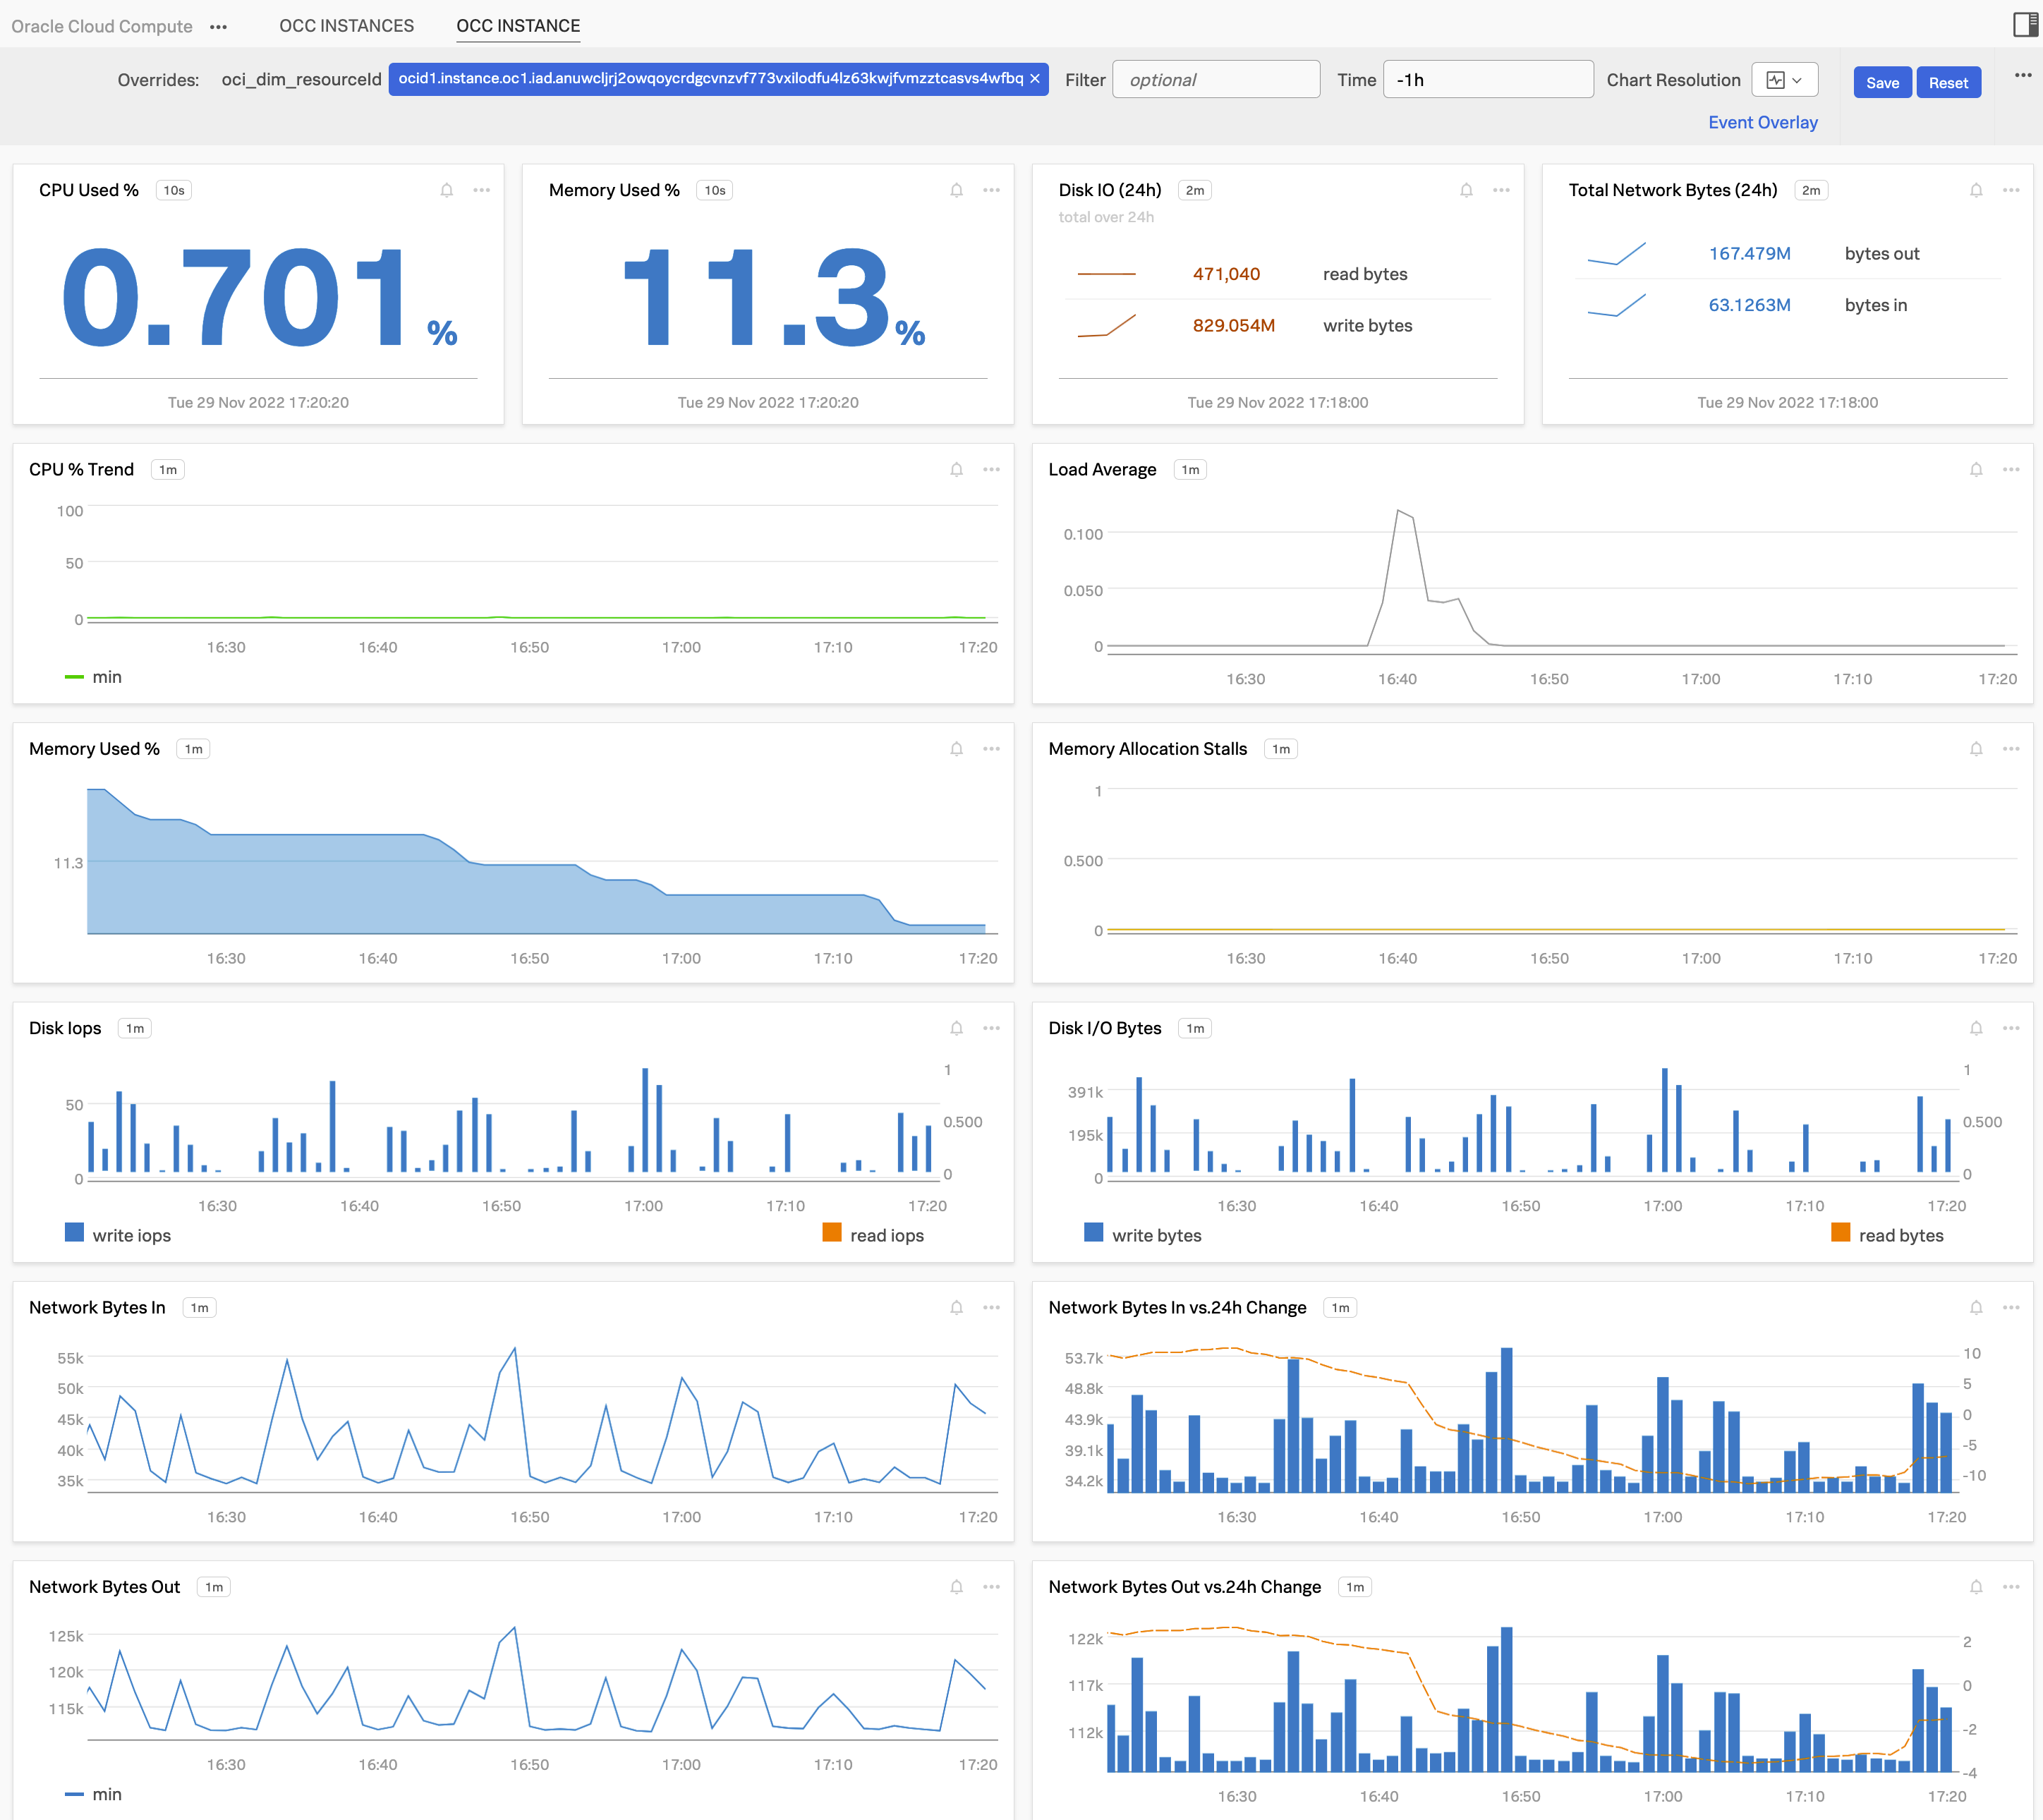 Oracle Cloud Compute ••• OCC INSTANCES OCC INSTANCE
Overrides: oci_dim_resourceId ocid1.instance.oc1.iad.anuwcljrj2owqoycrdgcvnzvf773vxilodfu4lz63kwjfvmzztcasvs4wfbq × Filter optional Time -1h Chart Resolution Save Reset
Event Overlay
CPU Used % 10s
0.701 %
Tue 29 Nov 2022 17:20:20
Memory Used % 10s
11.3 %
Tue 29 Nov 2022 17:20:20
Disk IO (24h) 2m
total over 24h
471,040 read bytes
829.054M write bytes
Tue 29 Nov 2022 17:18:00
Total Network Bytes (24h) 2m
167.479M bytes out
63.1263M bytes in
Tue 29 Nov 2022 17:18:00
CPU % Trend 1m
100
50
0
16:30 16:40 16:50 17:00 17:10 17:20
min
Load Average 1m
0.100
0.050
0
16:30 16:40 16:50 17:00 17:10 17:20
Memory Used % 1m
11.3
16:30 16:40 16:50 17:00 17:10 17:20
Memory Allocation Stalls 1m
1
0.500
0
16:30 16:40 16:50 17:00 17:10 17:20
Disk Iops 1m
1
50
0.500
0
0
16:30 16:40 16:50 17:00 17:10 17:20
write iops read iops
Disk I/O Bytes 1m
1
391k
0.500
195k
0
0
16:30 16:40 16:50 17:00 17:10 17:20
write bytes read bytes
Network Bytes In 1m
55k
50k
45k
40k
35k
16:30 16:40 16:50 17:00 17:10 17:20
Network Bytes In vs.24h Change 1m
53.7k 10
48.8k 5
43.9k 0
39.1k -5
34.2k -10
16:30 16:40 16:50 17:00 17:10 17:20
Network Bytes Out 1m
125k
120k
115k
16:30 16:40 16:50 17:00 17:10 17:20
min
Network Bytes Out vs.24h Change 1m
122k 2
117k 0
112k -2
-4
16:30 16:40 16:50 17:00 17:10 17:20